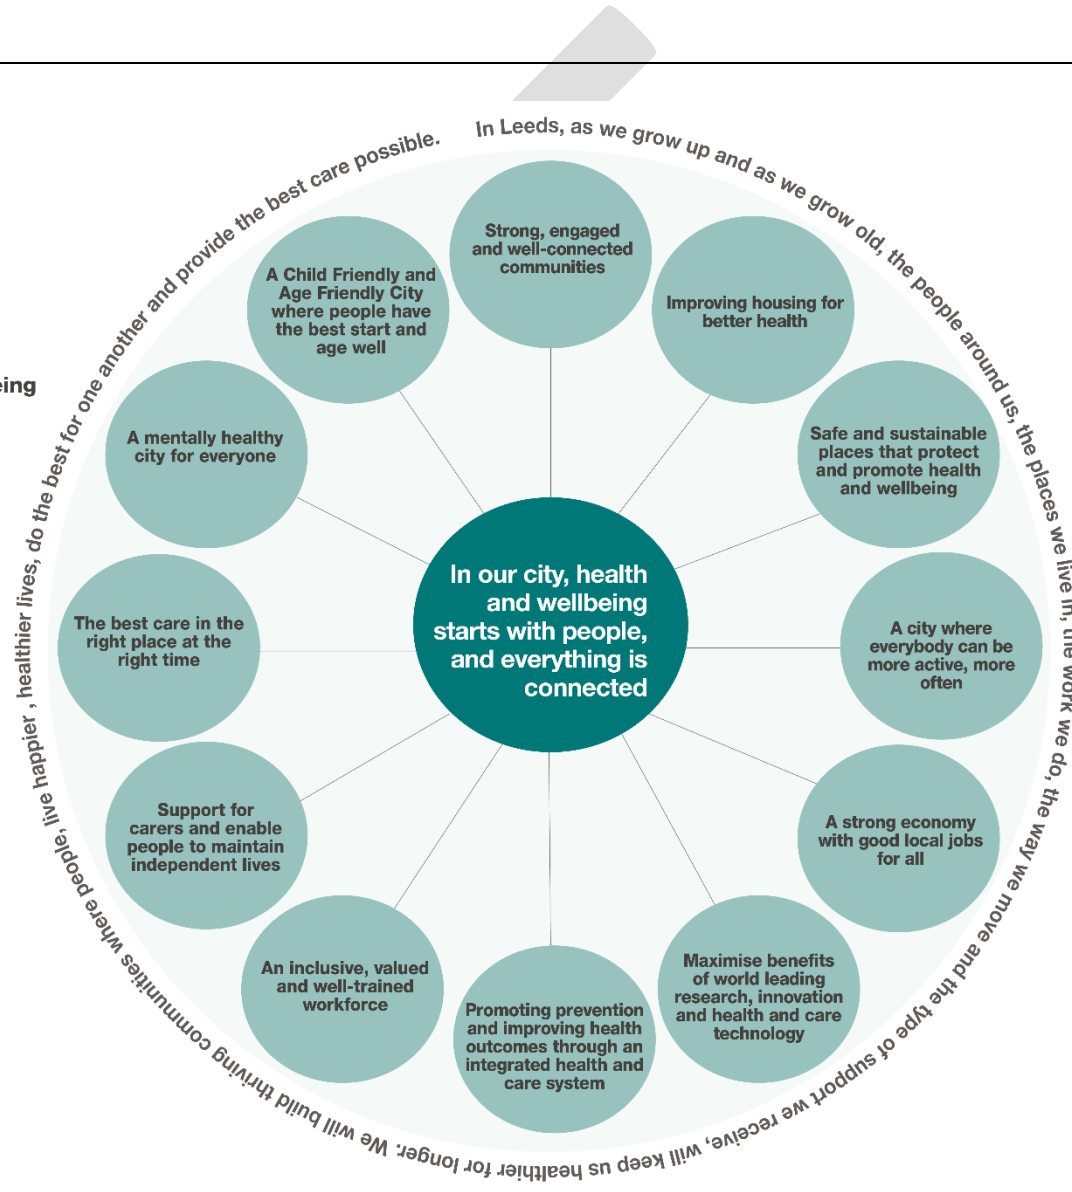 In Leeds, as we grow up and as we grow old, the people around us, the places we live in, the work we do, the way we move and the type of support we receive, will keep us healthier for longer. We will build thriving communities where people, live happier , healthier lives, do the best for one another and provide the best care possible.
Strong, engaged
and well-connected
communities
Improving housing for
better health
Safe and sustainable
places that protect
and promote health
and wellbeing
A city where
everybody can be
more active, more
often
A strong economy
with good local jobs
for all
Maximise benefits
of world leading
research, innovation
and health and care
technology
Promoting prevention
and improving health
outcomes through an
integrated health and
care system
An inclusive, valued
and well-trained
workforce
Support for
carers and enable
people to maintain
independent lives
The best care in the
right place at the
right time
A mentally healthy
city for everyone
A Child Friendly and
Age Friendly City
where people have
the best start and
age well
In our city, health
and wellbeing
starts with people,
and everything is
connected